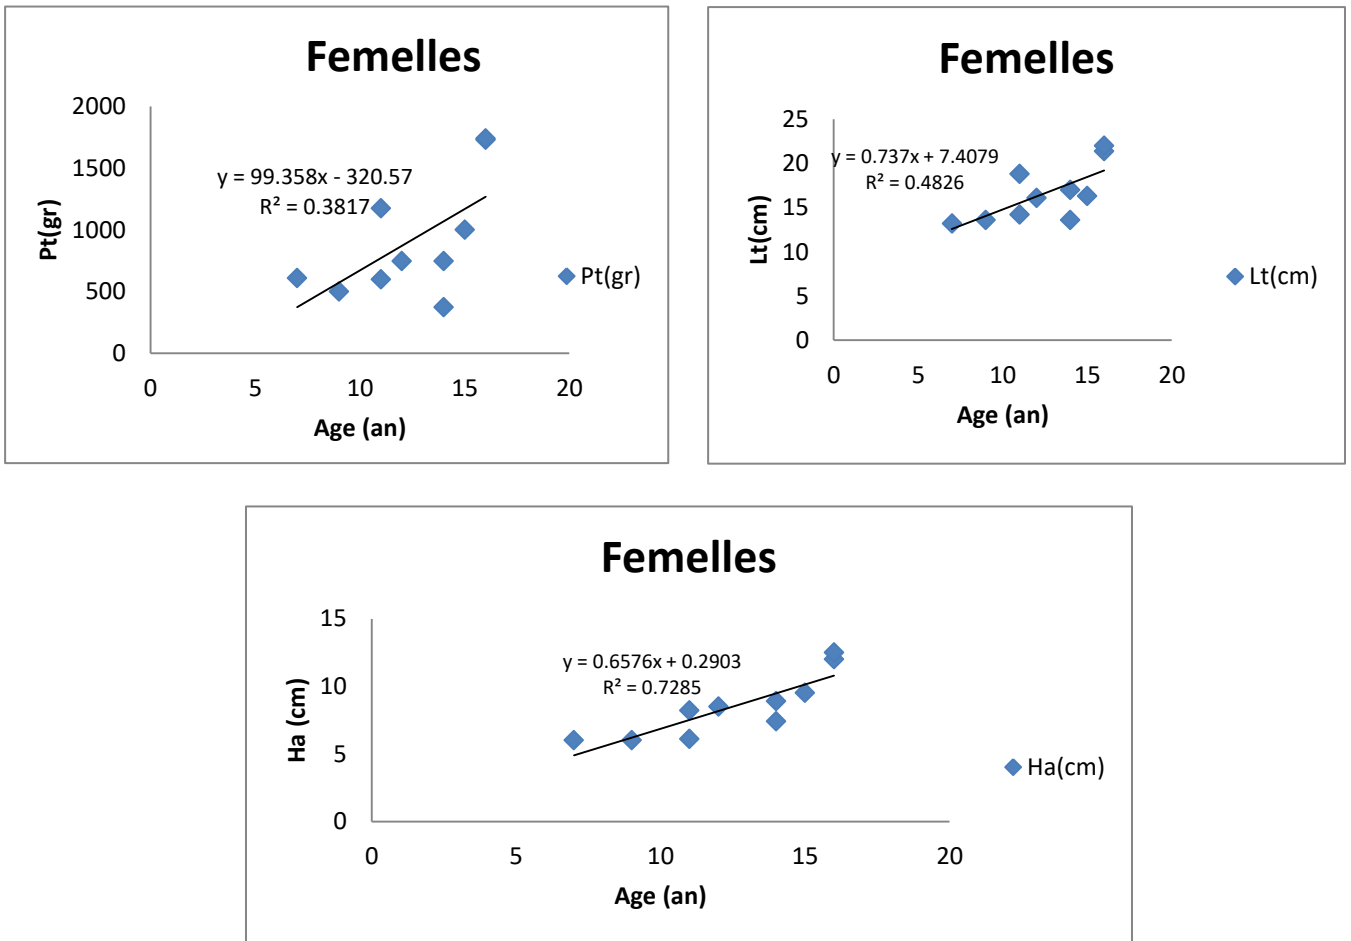 Femelles
2000
1500
1000
500
0
Pt(gr)
y = 99.358x - 320.57
R² = 0.3817
Pt(gr)
0 5 10 15 20
Age (an)
Femelles
25
20
15
10
5
0
Lt(cm)
y = 0.737x + 7.4079
R² = 0.4826
Lt(cm)
0 5 10 15 20
Age (an)
Femelles
15
10
5
0
Ha (cm)
y = 0.6576x + 0.2903
R² = 0.7285
Ha(cm)
0 5 10 15 20
Age (an)